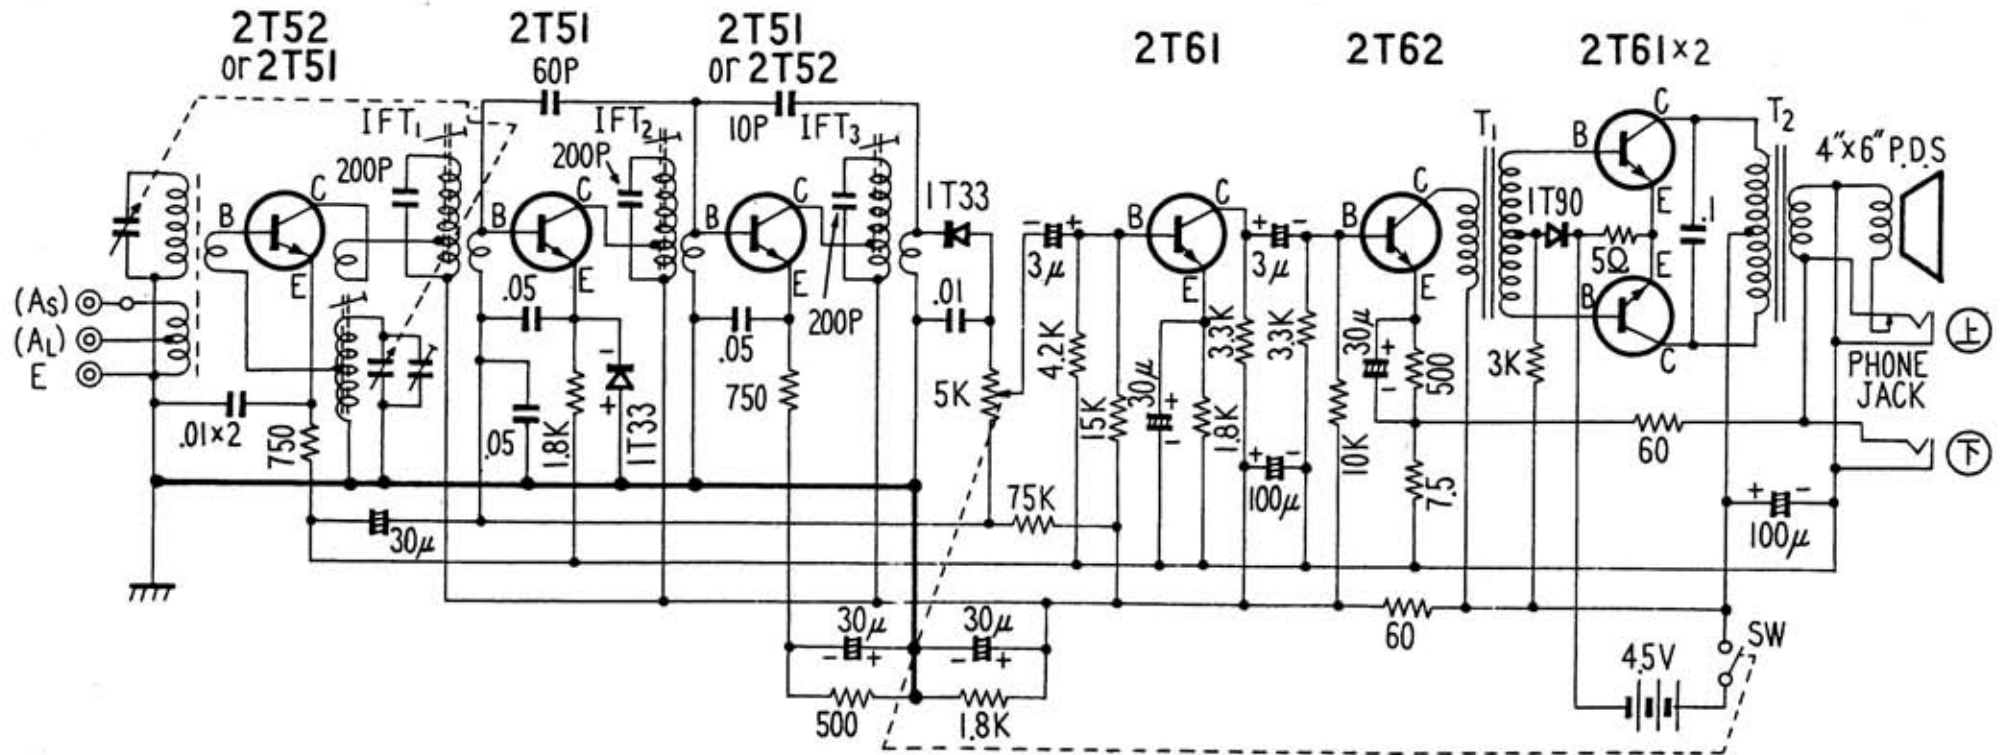 2T52
or 2T51
2T51
2T51
or 2T52
2T61
2T62
2T61×2
60P
10P
IFT1
IFT2
IFT3
200P
200P
200P
1T33
T1
T2
4"×6" P.D.S
B
C
E
B
C
E
B
C
E
B
C
E
B
C
E
B
C
E
B
E
C
1T90
5Ω
.1
(As)
(AL)
E
.01×2
750
.05
.05
1.8K
- +
1T33
.05
750
.01
5K
- +
3μ
4.2K
15K
30μ
+ -
1.8K
3.3K
+ -
3μ
3.3K
+ -
100μ
10K
30μ
+ -
500
7.5
3K
60
PHONE
JACK
上
下
+ -
100μ
30μ
75K
30μ
- +
30μ
- +
500
1.8K
60
4.5V
SW